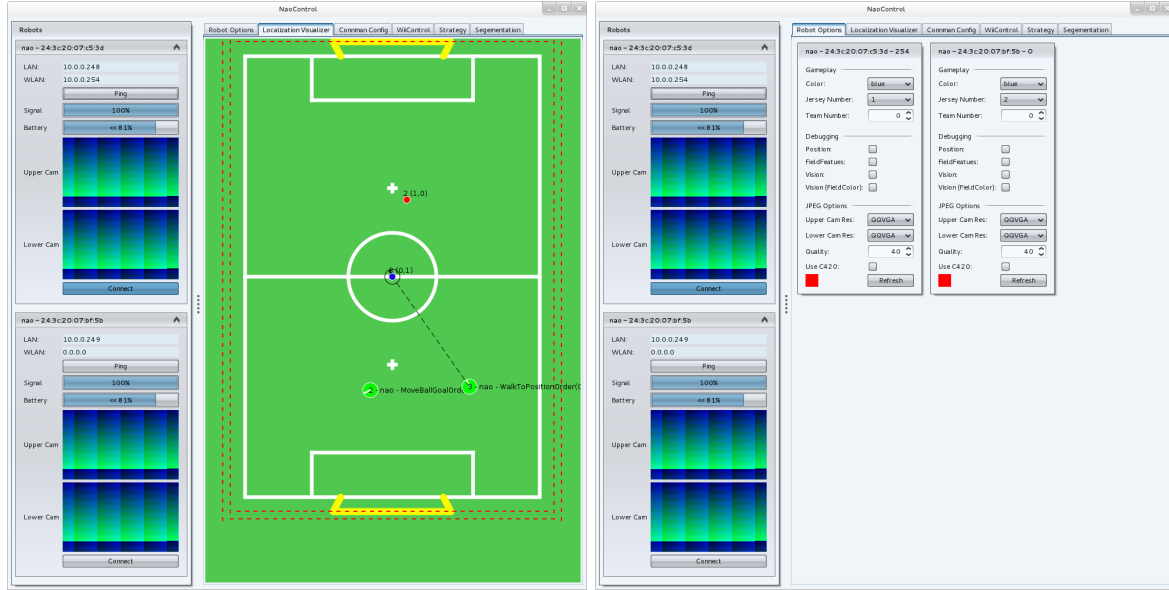 NaoControl
Robots
nao - 24:3c:20:07:c5:3d
LAN: 10.0.0.248
WLAN: 10.0.0.254
Ping
Signal 100%
Battery << 81%
Upper Cam
Lower Cam
Connect
nao - 24:3c:20:07:bf:5b
LAN: 10.0.0.249
WLAN: 0.0.0.0
Ping
Signal 100%
Battery << 81%
Upper Cam
Lower Cam
Connect
Robot Options Localization Visualizer Connman Config WiiControl Strategy Segementation
2 (1,0)
(0,1)
2 - nao - MoveBallGoalOrd
3 - nao - WalkToPositionOrder(
NaoControl
Robots
nao - 24:3c:20:07:c5:3d
LAN: 10.0.0.248
WLAN: 10.0.0.254
Ping
Signal 100%
Battery << 81%
Upper Cam
Lower Cam
Connect
nao - 24:3c:20:07:bf:5b
LAN: 10.0.0.249
WLAN: 0.0.0.0
Ping
Signal 100%
Battery << 81%
Upper Cam
Lower Cam
Connect
Robot Options Localization Visualizer Connman Config WiiControl Strategy Segementation
nao - 24:3c:20:07:c5:3d - 254
Gameplay
Color: blue
Jersey Number: 1
Team Number: 0
Debugging
Position:
FieldFeatues:
Vision:
Vision (FieldColor):
JPEG Options
Upper Cam Res: QQVGA
Lower Cam Res: QQVGA
Quality: 40
Use C420:
Refresh
nao - 24:3c:20:07:bf:5b - 0
Gameplay
Color: blue
Jersey Number: 2
Team Number: 0
Debugging
Position:
FieldFeatues:
Vision:
Vision (FieldColor):
JPEG Options
Upper Cam Res: QQVGA
Lower Cam Res: QQVGA
Quality: 40
Use C420:
Refresh